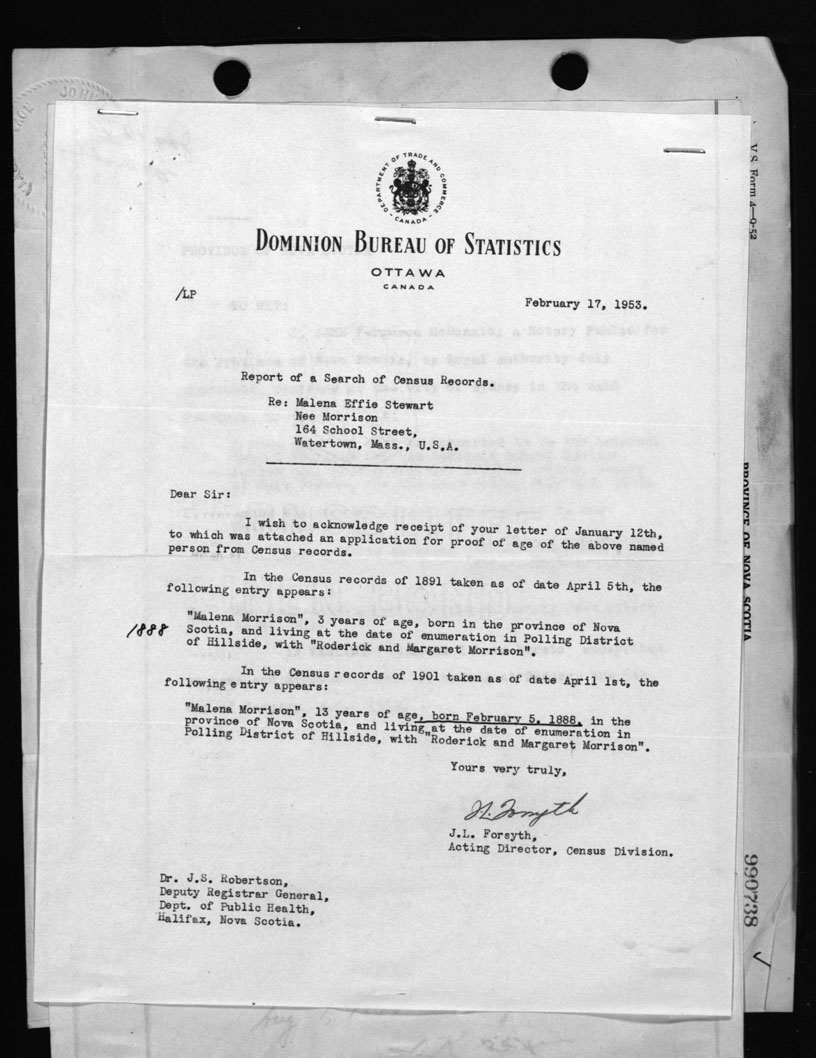 DEPARTMENT OF TRADE AND COMMERCE
- CANADA -
DOMINION BUREAU OF STATISTICS
OTTAWA
CANADA
/LP
February 17, 1953.
Report of a Search of Census Records.
Re: Malena Effie Stewart
Nee Morrison
164 School Street,
Watertown, Mass., U.S.A.
Dear Sir:
I wish to acknowledge receipt of your letter of January 12th,
to which was attached an application for proof of age of the above named
person from Census records.
In the Census records of 1891 taken as of date April 5th, the
following entry appears:
1888
"Malena Morrison", 3 years of age, born in the province of Nova
Scotia, and living at the date of enumeration in Polling District
of Hillside, with "Roderick and Margaret Morrison".
In the Census records of 1901 taken as of date April 1st, the
following entry appears:
"Malena Morrison", 13 years of age, born February 5, 1888, in the
province of Nova Scotia, and living at the date of enumeration in
Polling District of Hillside, with "Roderick and Margaret Morrison".
Yours very truly,
J.L. Forsyth
J.L. Forsyth,
Acting Director, Census Division.
Dr. J.S. Robertson,
Deputy Registrar General,
Dept. of Public Health,
Halifax, Nova Scotia.
V.S. Form 4—9-52
PROVINCE OF NOVA SCOTIA
990738